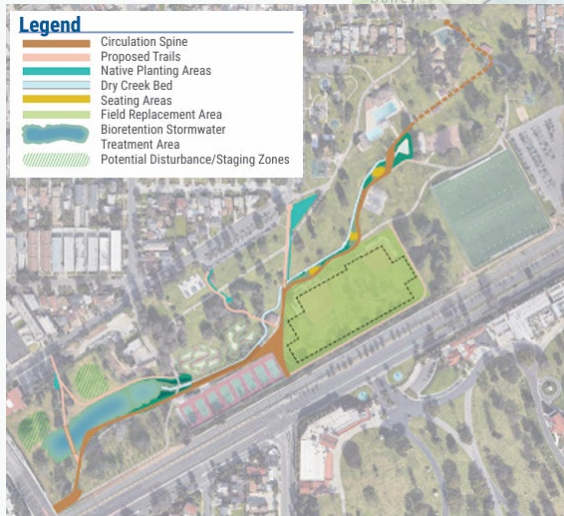 Legend
Circulation Spine
Proposed Trails
Native Planting Areas
Dry Creek Bed
Seating Areas
Field Replacement Area
Bioretention Stormwater
Treatment Area
Potential Disturbance/Staging Zones